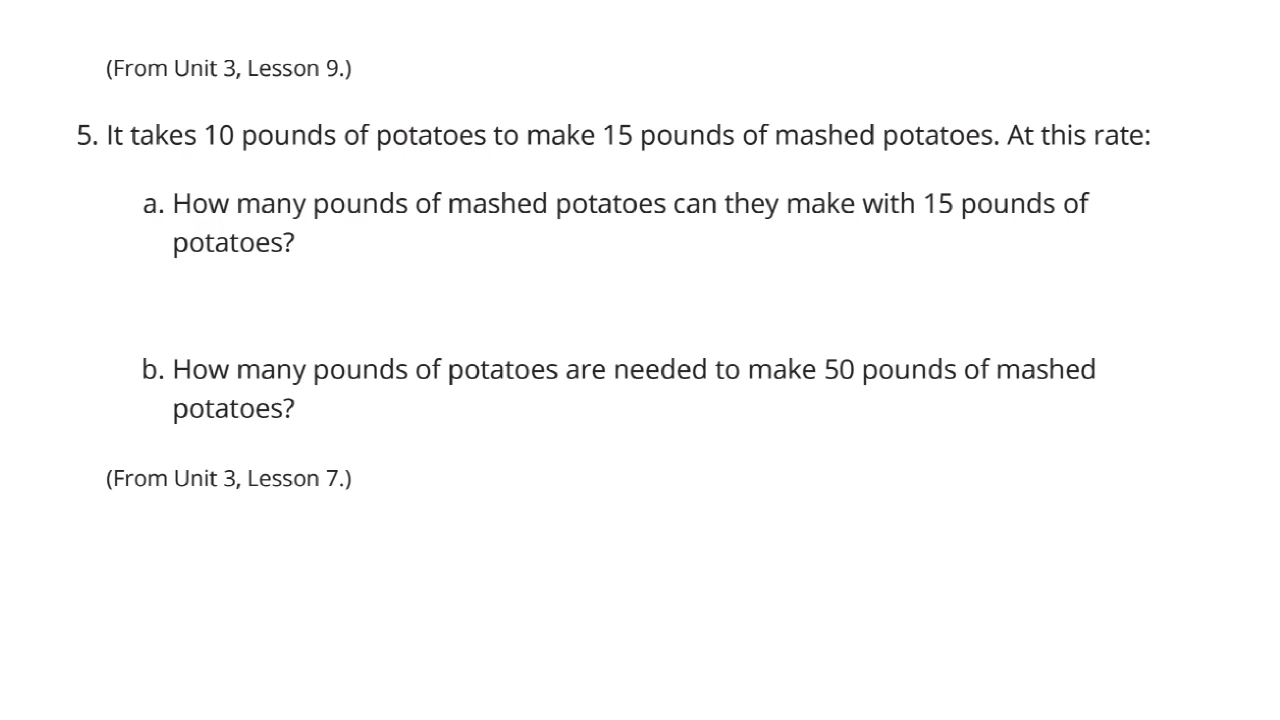 (From Unit 3, Lesson 9.)
5. It takes 10 pounds of potatoes to make 15 pounds of mashed potatoes. At this rate:
a. How many pounds of mashed potatoes can they make with 15 pounds of
potatoes?
b. How many pounds of potatoes are needed to make 50 pounds of mashed
potatoes?
(From Unit 3, Lesson 7.)